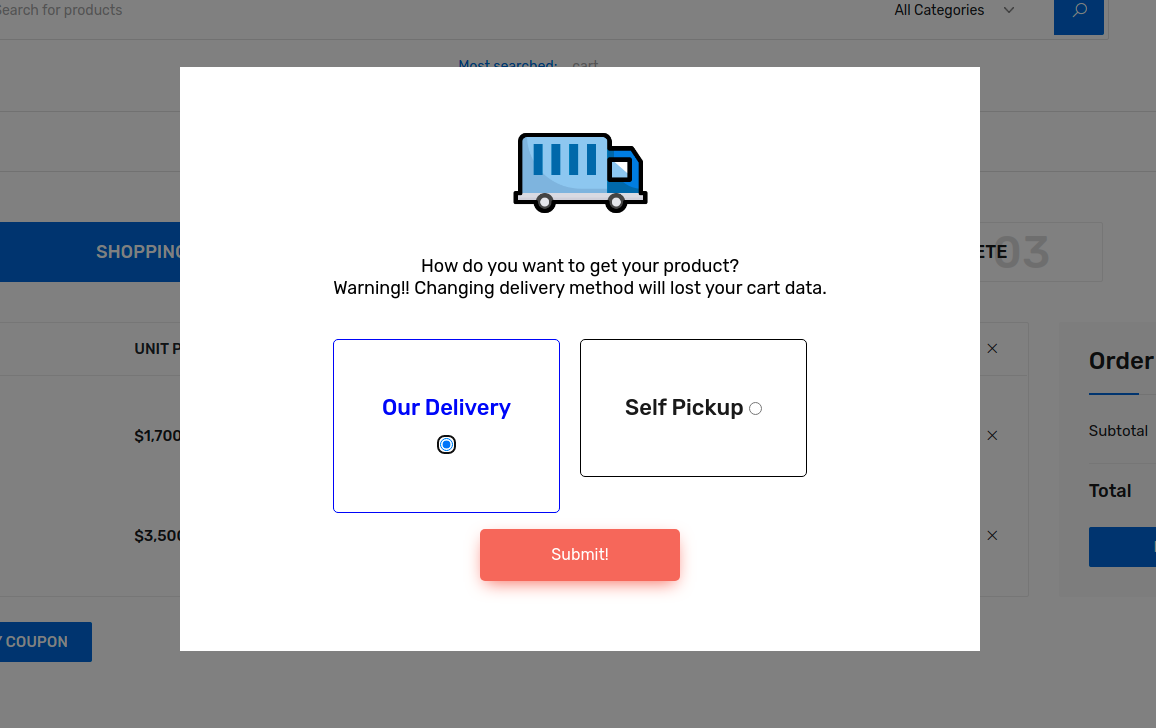 Search for products
All Categories
Most searched: cart
SHOPPING
ETE
03
How do you want to get your product?
Warning!! Changing delivery method will lost your cart data.
UNIT P
Order
Our Delivery
Self Pickup
$1,700
Subtotal
Total
$3,500
Submit!
Y COUPON